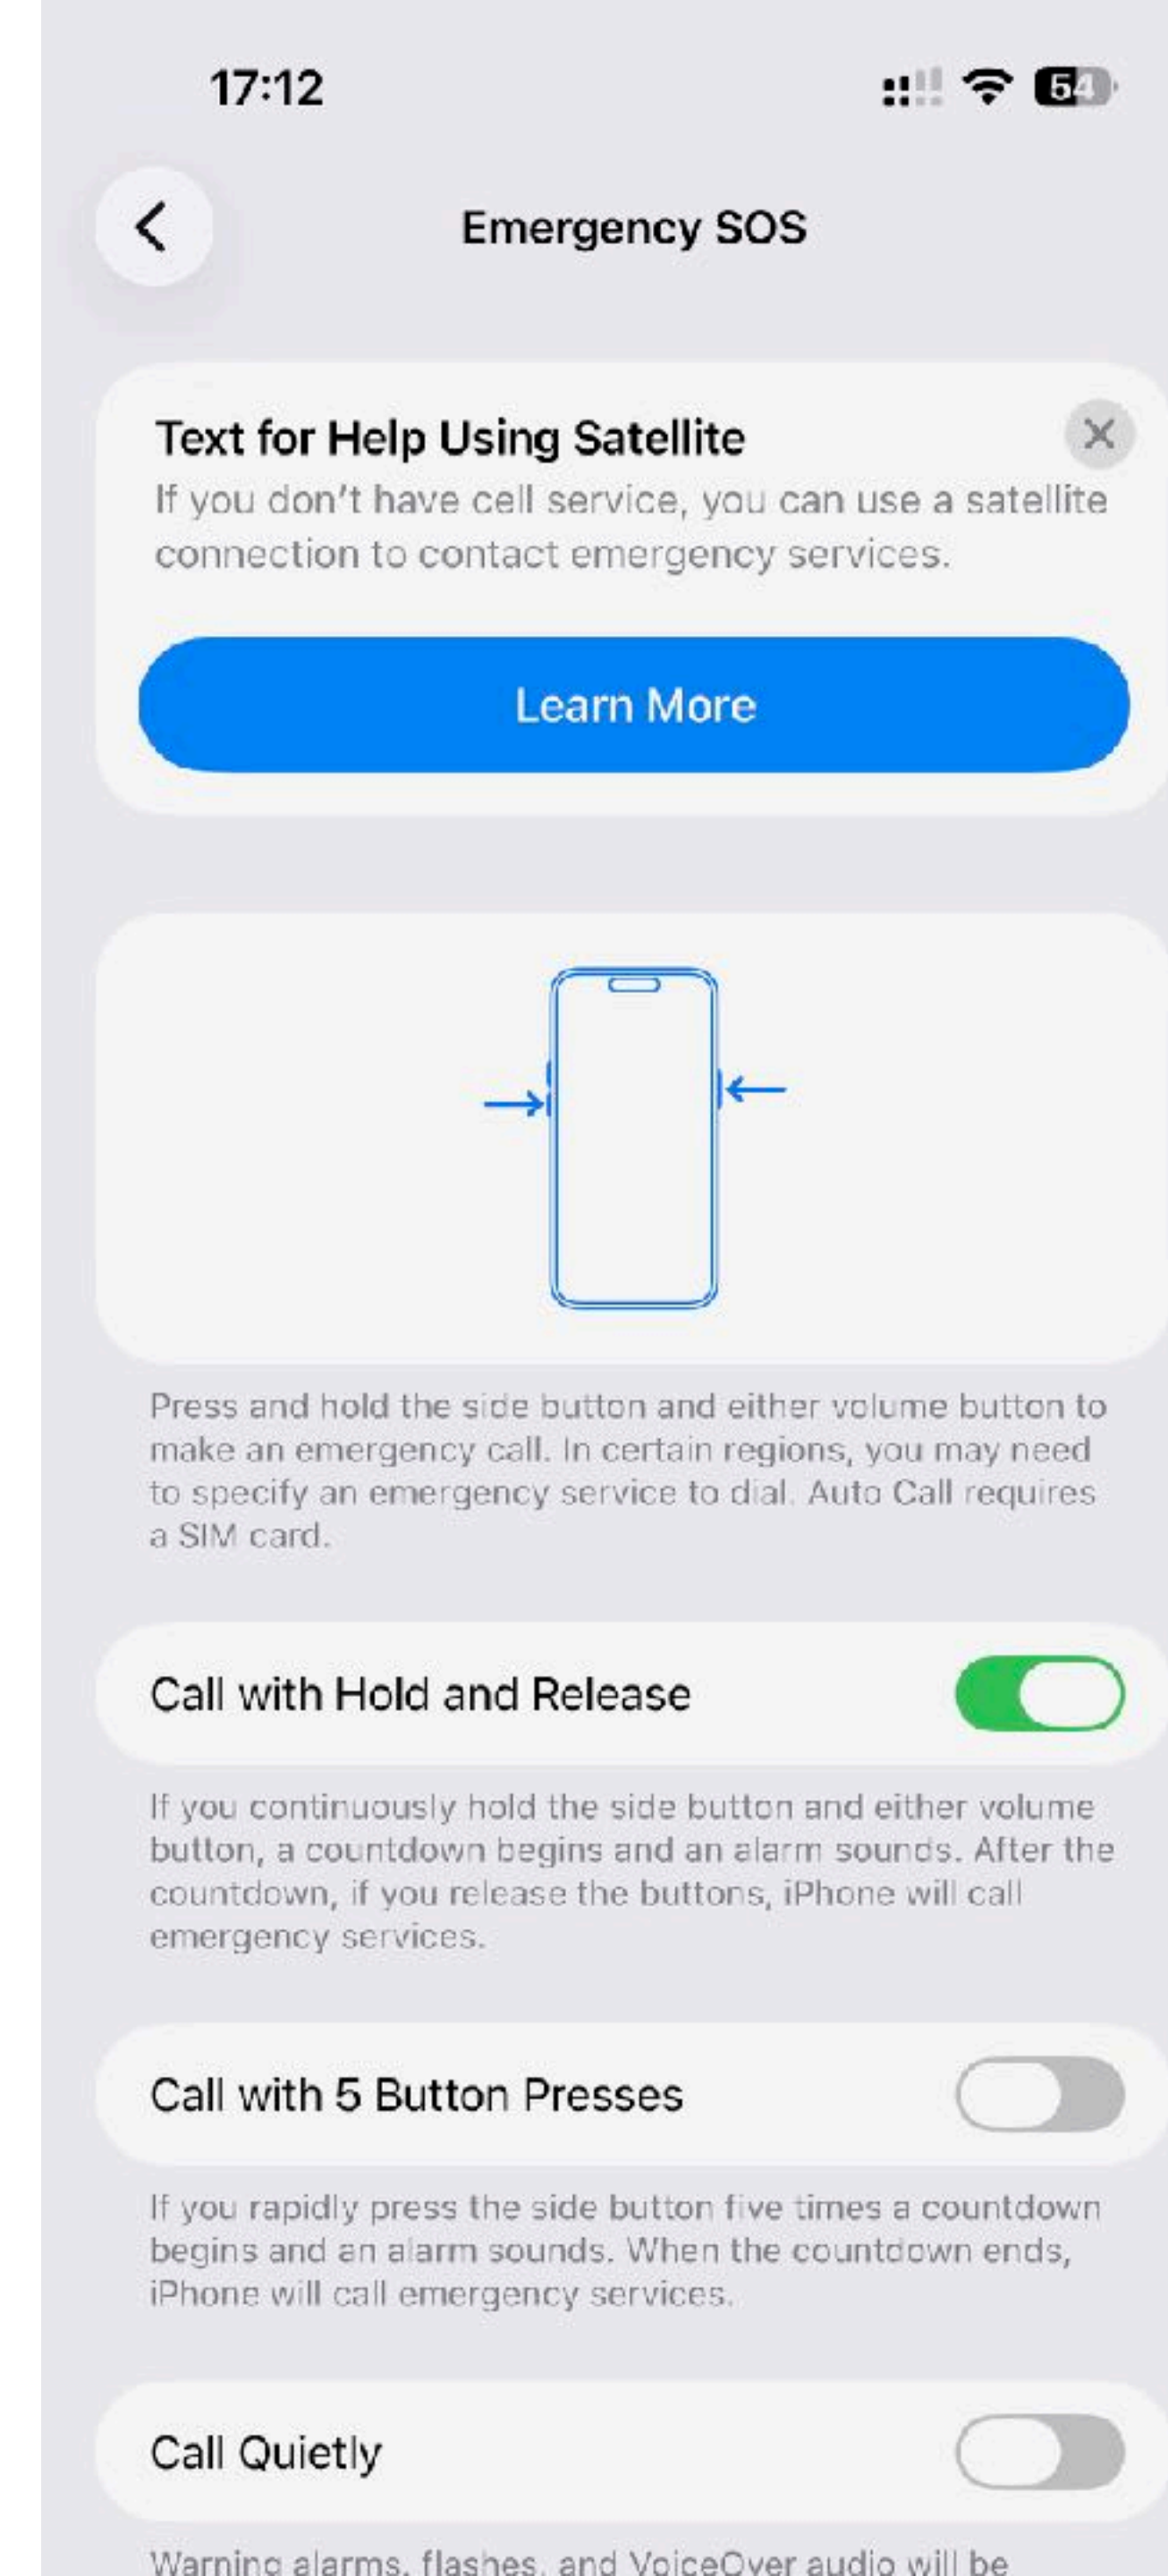 17:12
54
Emergency SOS
Text for Help Using Satellite
If you don't have cell service, you can use a satellite
connection to contact emergency services.
Learn More
Press and hold the side button and either volume button to
make an emergency call. In certain regions, you may need
to specify an emergency service to dial. Auto Call requires
a SIM card.
Call with Hold and Release
If you continuously hold the side button and either volume
button, a countdown begins and an alarm sounds. After the
countdown, if you release the buttons, iPhone will call
emergency services.
Call with 5 Button Presses
If you rapidly press the side button five times a countdown
begins and an alarm sounds. When the countdown ends,
iPhone will call emergency services.
Call Quietly
Warning alarms, flashes, and VoiceOver audio will be